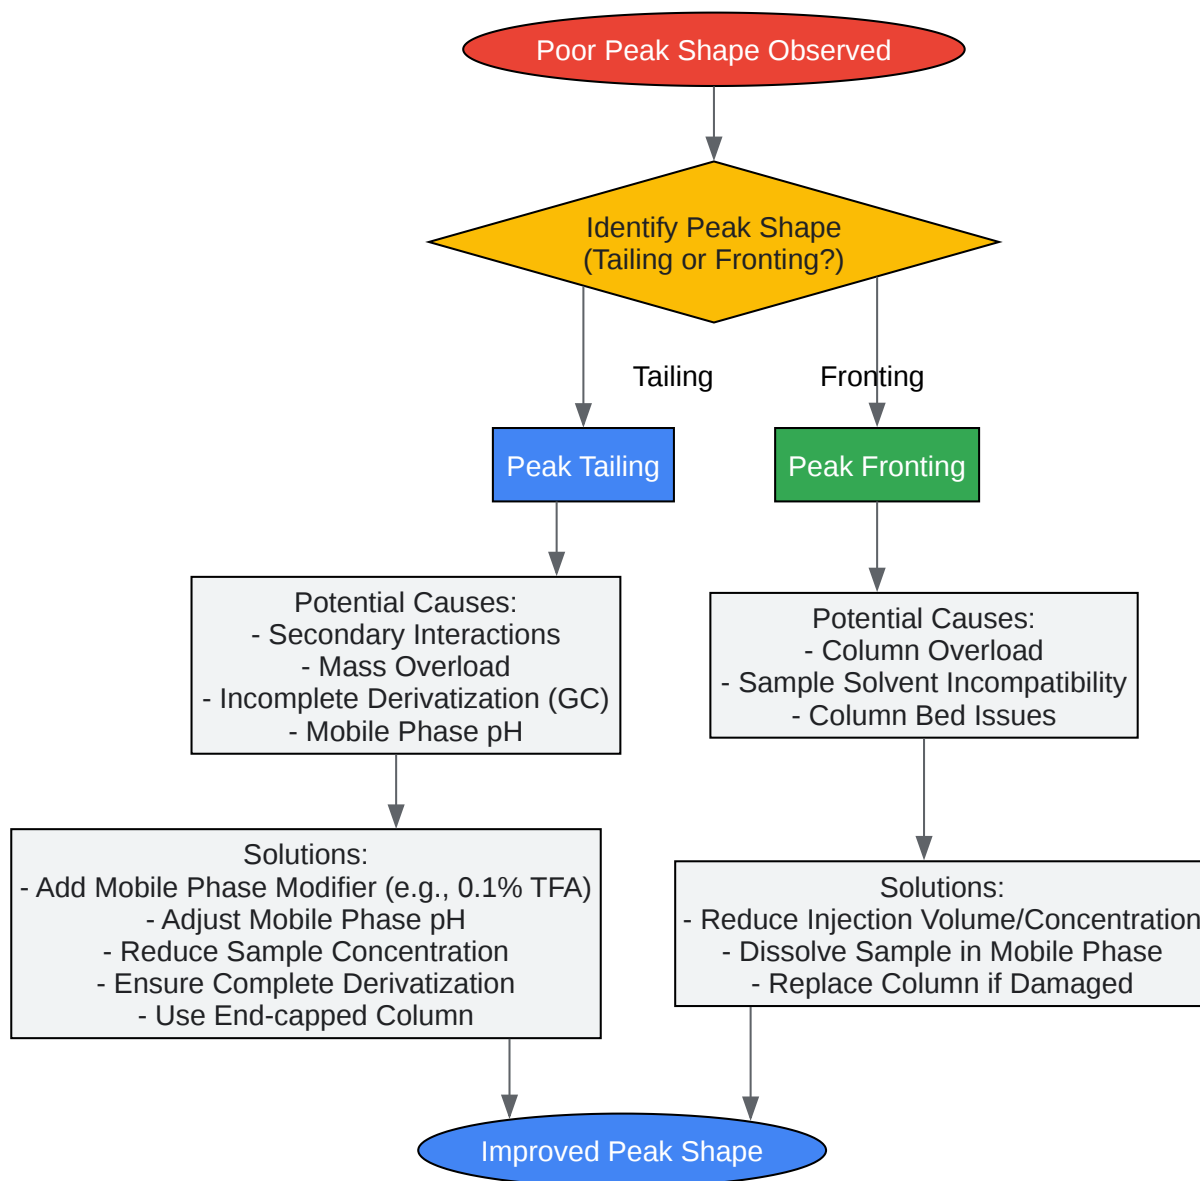 Poor Peak Shape Observed
Identify Peak Shape
(Tailing or Fronting?)
Tailing
Fronting
Peak Tailing
Peak Fronting
Potential Causes:
- Secondary Interactions
- Mass Overload
- Incomplete Derivatization (GC)
- Mobile Phase pH
Potential Causes:
- Column Overload
- Sample Solvent Incompatibility
- Column Bed Issues
Solutions:
- Add Mobile Phase Modifier (e.g., 0.1% TFA)
- Adjust Mobile Phase pH
- Reduce Sample Concentration
- Ensure Complete Derivatization
- Use End-capped Column
Solutions:
- Reduce Injection Volume/Concentration
- Dissolve Sample in Mobile Phase
- Replace Column if Damaged
Improved Peak Shape